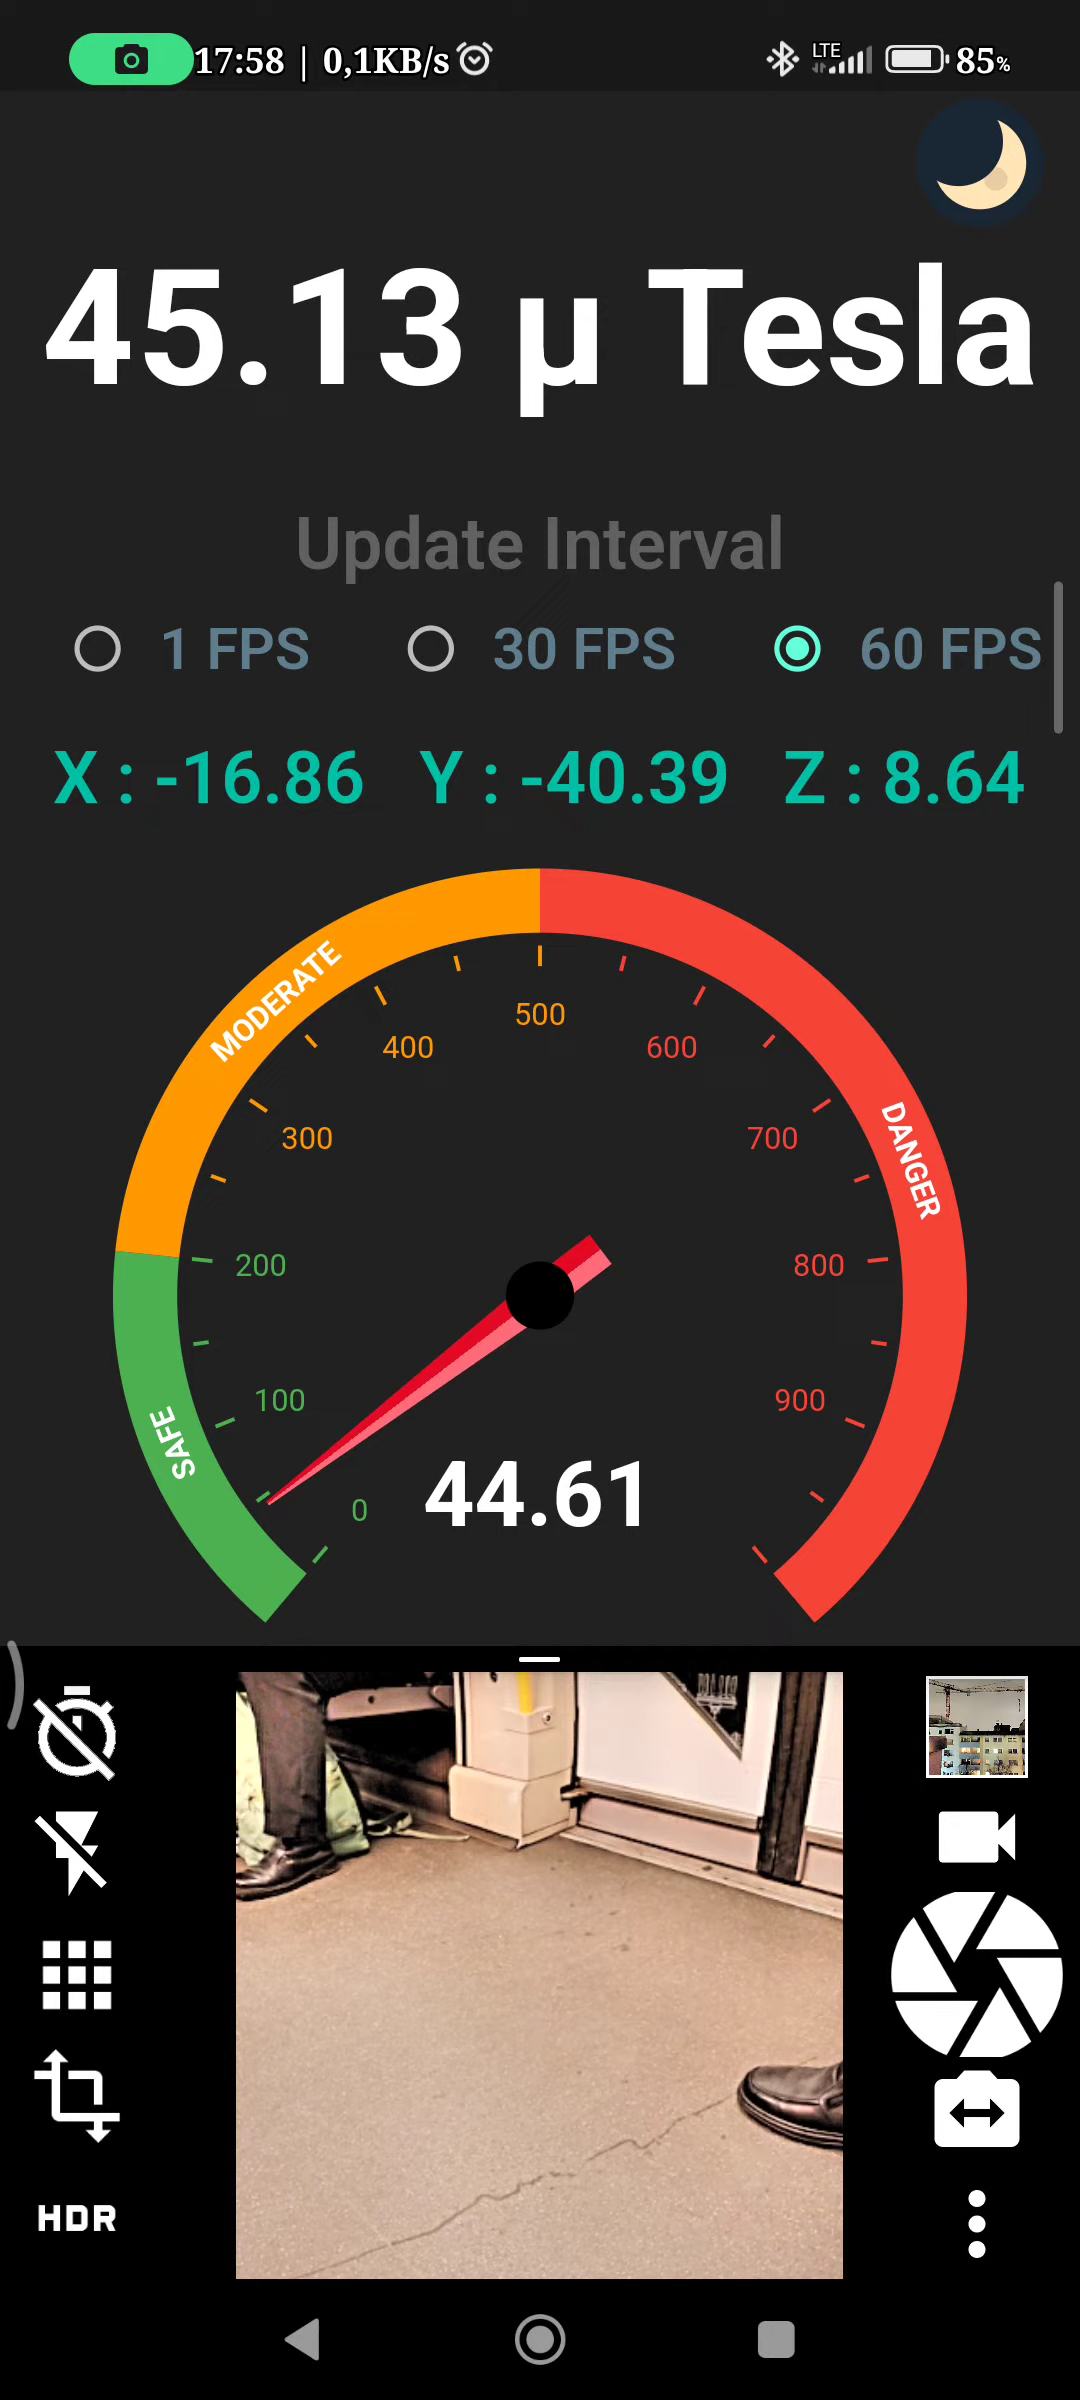 17:58 | 0,1KB/s LTE 85%
45.13 µ Tesla
Update Interval
1 FPS 30 FPS 60 FPS
X : -16.86 Y : -40.39 Z : 8.64
SAFE
MODERATE
DANGER
0
100
200
300
400
500
600
700
800
900
44.61
HDR